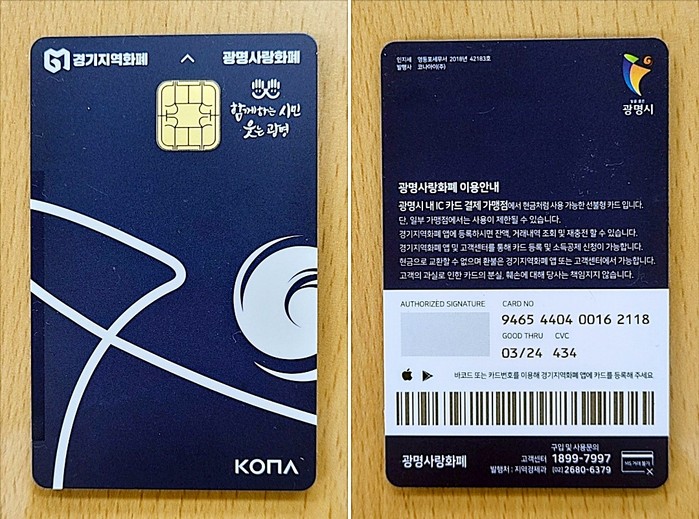 경기지역화폐
광명사랑화폐
함께하는 시민
웃는 광명
KONA
인지세 영등포세무서 2018년 42183호
발행사 코나아이(주)
G
광명시
광명사랑화폐 이용안내
광명시 내 IC 카드 결제 가맹점에서 현금처럼 사용 가능한 선불형 카드 입니다.
단, 일부 가맹점에서는 사용이 제한될 수 있습니다.
경기지역화폐 앱에 등록하시면 잔액, 거래내역 조회 및 재충전 할 수 있습니다.
경기지역화폐 앱 및 고객센터를 통해 카드 등록 및 소득공제 신청이 가능합니다.
현금으로 교환할 수 없으며 환불은 경기지역화폐 앱 또는 고객센터에서 가능합니다.
고객의 과실로 인한 카드의 분실, 훼손에 대해 당사는 책임지지 않습니다.
AUTHORIZED SIGNATURE CARD NO
9465 4404 0016 2118
GOOD THRU CVC
03/24 434
바코드 또는 카드번호를 이용해 경기지역화폐 앱에 카드를 등록해 주세요
광명사랑화폐
구입 및 사용문의
고객센터 1899-7997
발행처 : 지역경제과 (02) 2680-6379
MS, 거래 불가